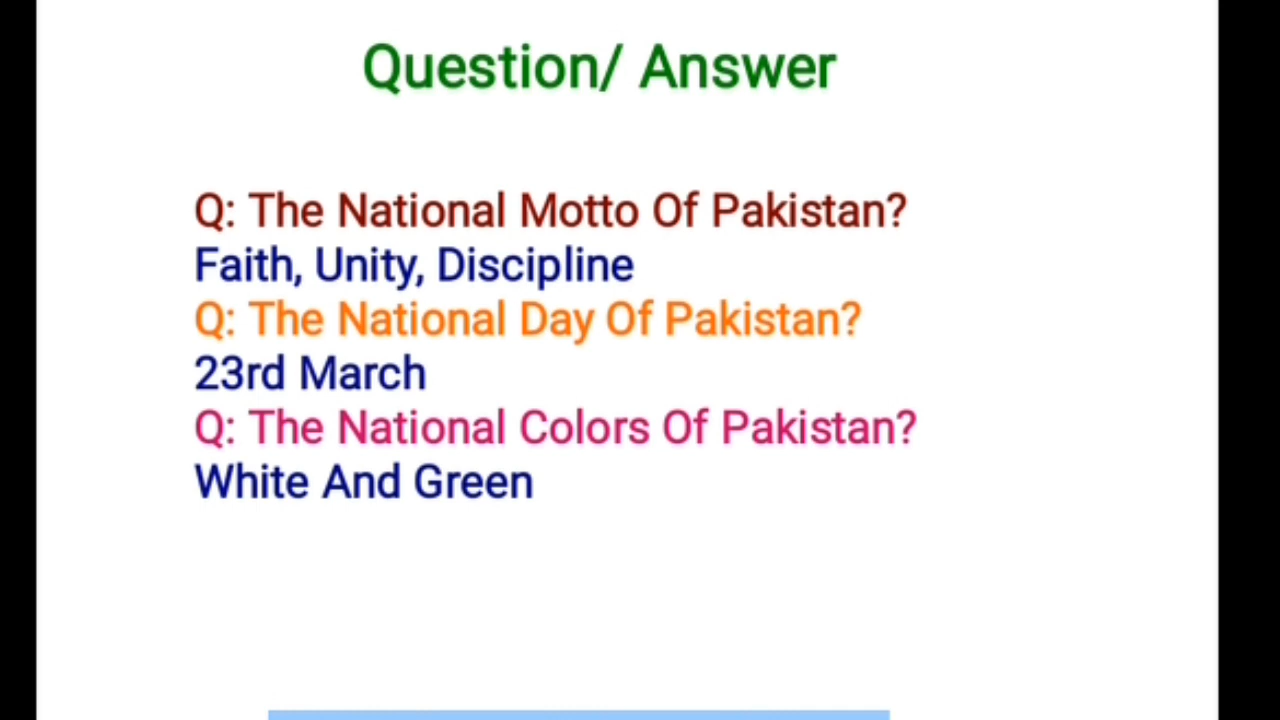 Question/ Answer
Q: The National Motto Of Pakistan?
Faith, Unity, Discipline
Q: The National Day Of Pakistan?
23rd March
Q: The National Colors Of Pakistan?
White And Green